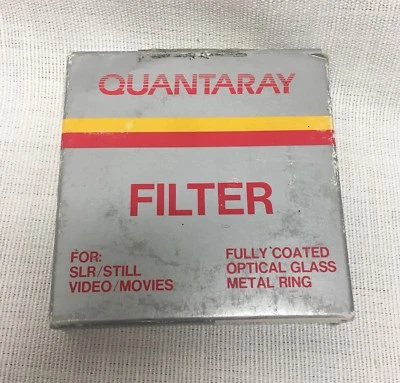 QUANTARAY
FILTER
FOR:
SLR/STILL
VIDEO/MOVIES
FULLY COATED
OPTICAL GLASS
METAL RING